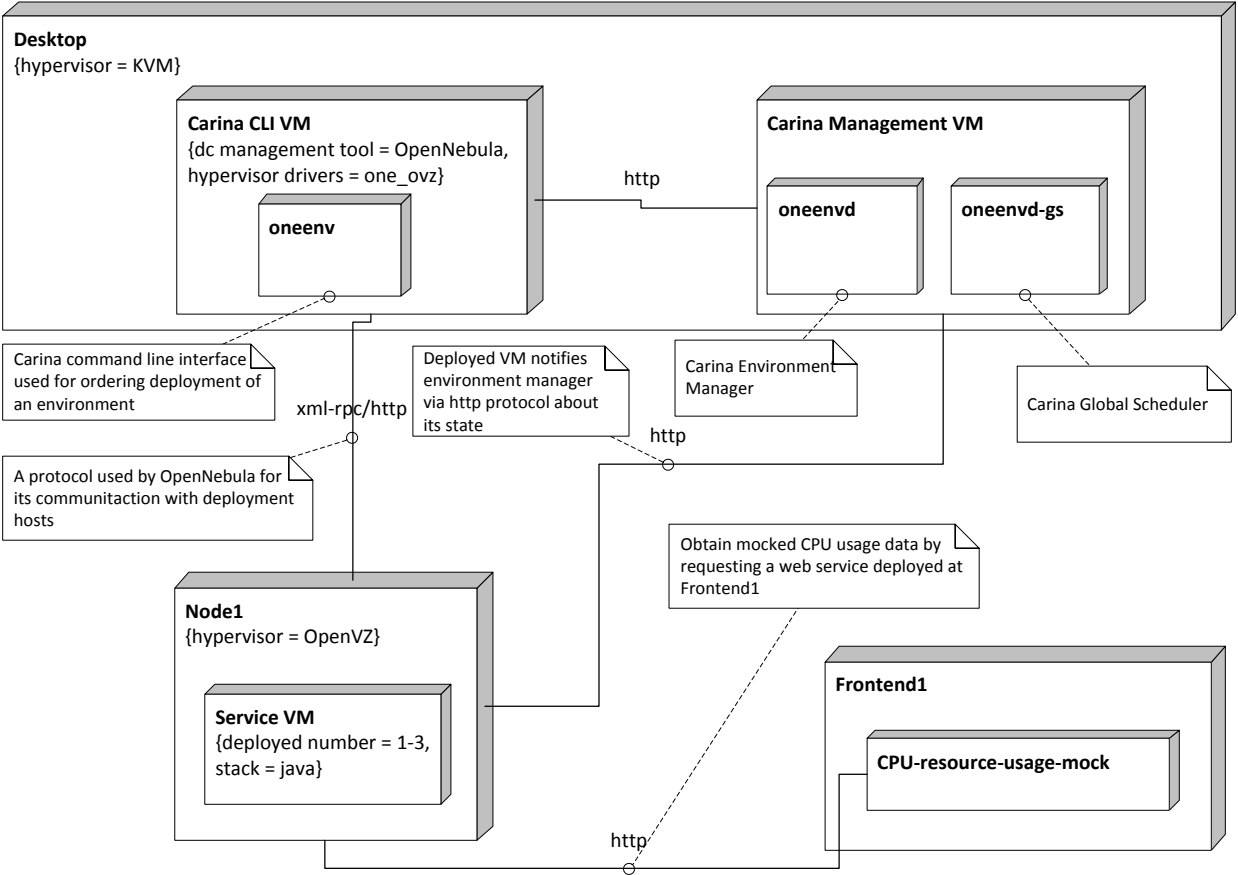 Desktop
{hypervisor = KVM}
Carina CLI VM
{dc management tool = OpenNebula,
hypervisor drivers = one_ovz}
oneenv
http
Carina Management VM
oneenvd
oneenvd-gs
Carina command line interface
used for ordering deployment of
an environment
Deployed VM notifies
environment manager
via http protocol about
its state
Carina Environment
Manager
Carina Global Scheduler
xml-rpc/http
http
A protocol used by OpenNebula for
its communitaction with deployment
hosts
Obtain mocked CPU usage data by
requesting a web service deployed at
Frontend1
Node1
{hypervisor = OpenVZ}
Service VM
{deployed number = 1-3,
stack = java}
Frontend1
CPU-resource-usage-mock
http